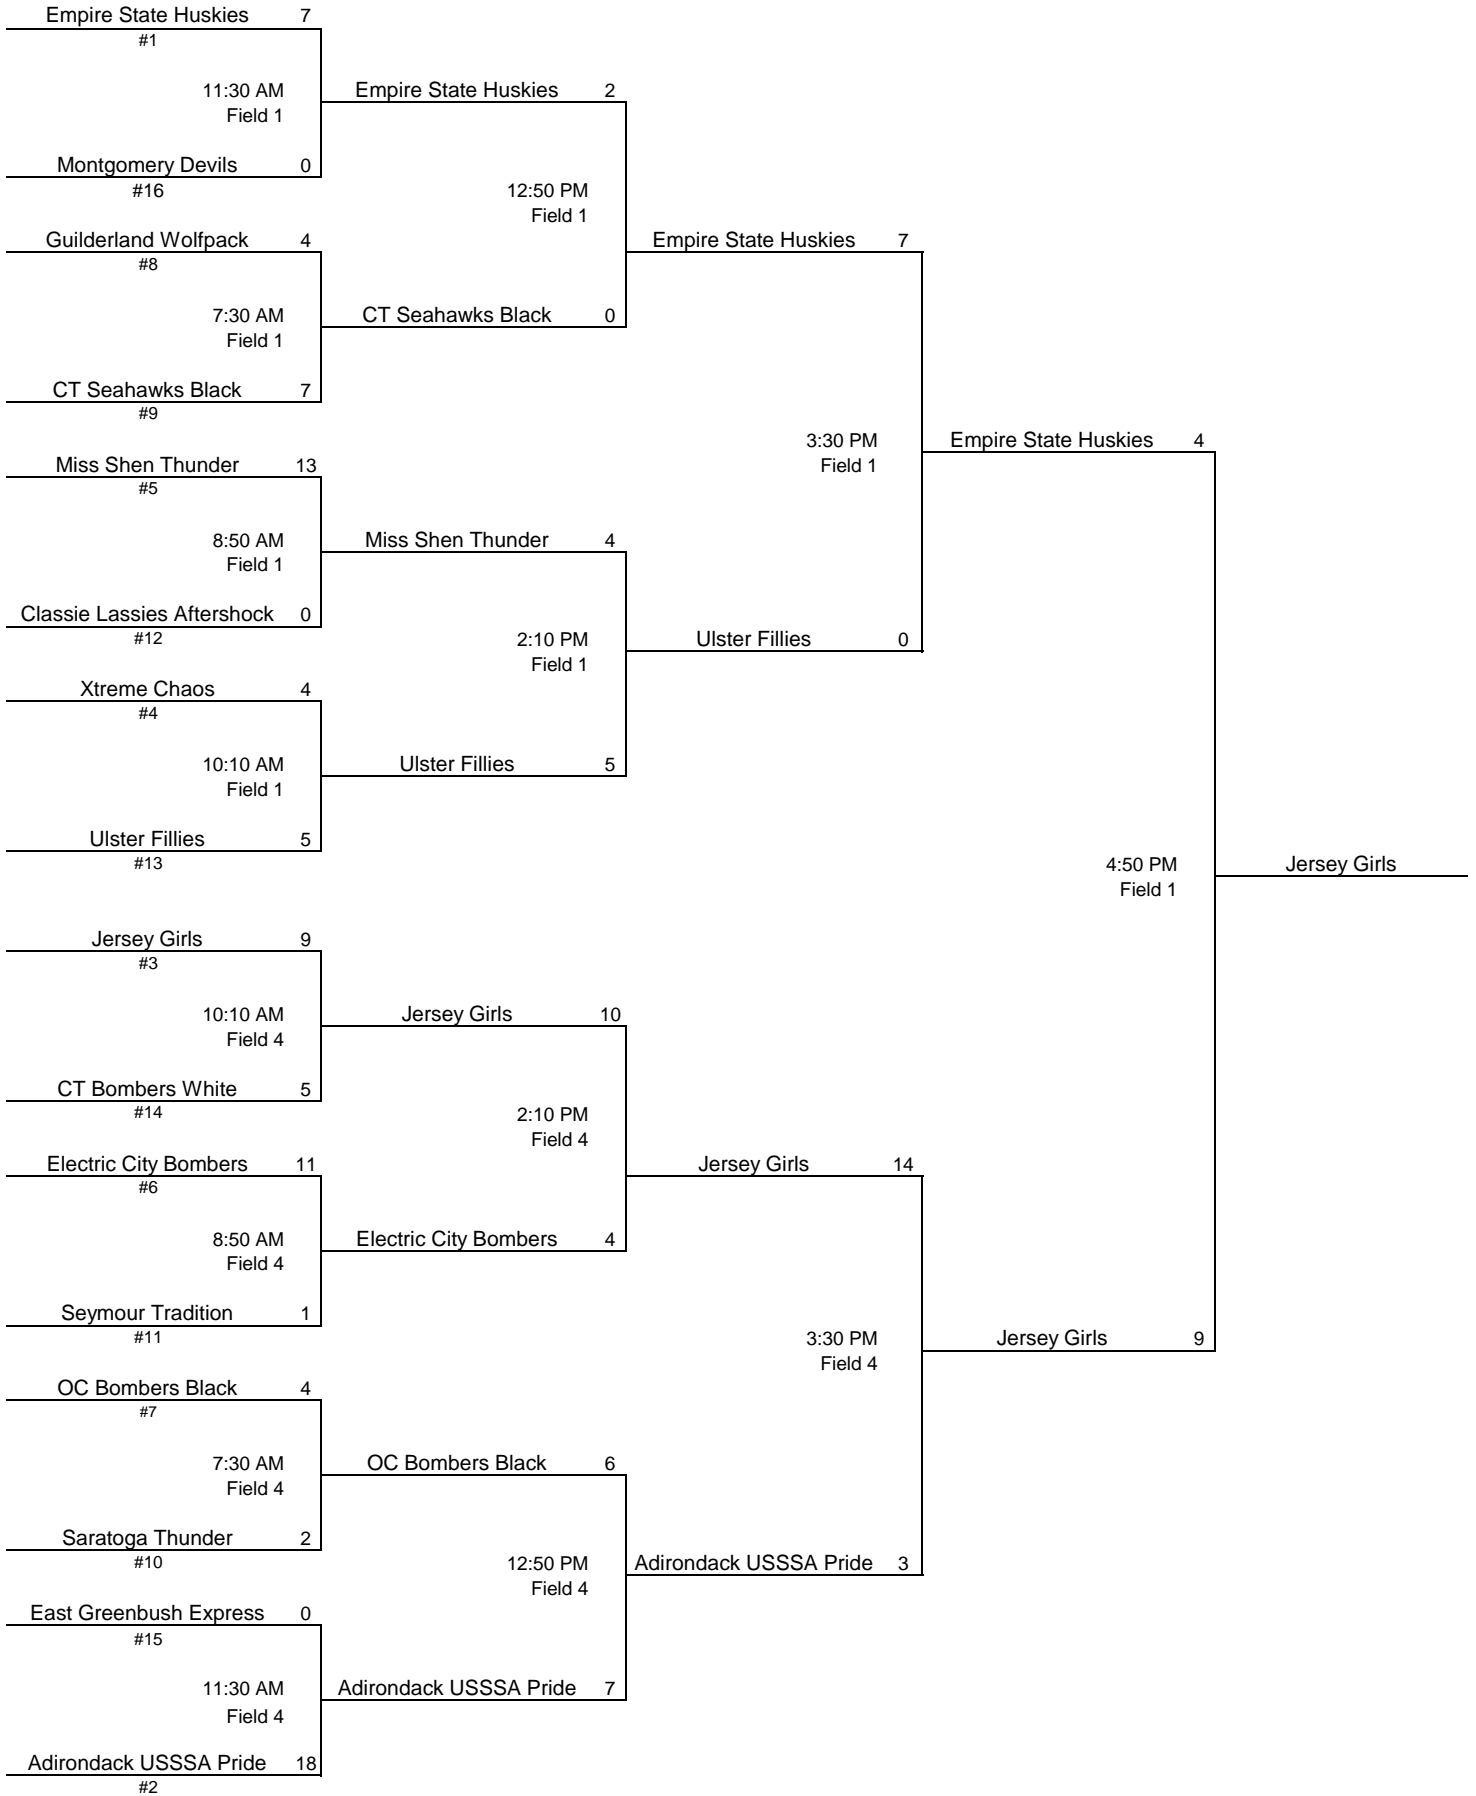 Empire State Huskies 7
#1
11:30 AM
Field 1
Montgomery Devils 0
#16
Guilderland Wolfpack 4
#8
7:30 AM
Field 1
CT Seahawks Black 7
#9
Miss Shen Thunder 13
#5
8:50 AM
Field 1
Classie Lassies Aftershock 0
#12
Xtreme Chaos 4
#4
10:10 AM
Field 1
Ulster Fillies 5
#13
Jersey Girls 9
#3
10:10 AM
Field 4
CT Bombers White 5
#14
Electric City Bombers 11
#6
8:50 AM
Field 4
Seymour Tradition 1
#11
OC Bombers Black 4
#7
7:30 AM
Field 4
Saratoga Thunder 2
#10
East Greenbush Express 0
#15
11:30 AM
Field 4
Adirondack USSSA Pride 18
#2
Empire State Huskies 2
12:50 PM
Field 1
CT Seahawks Black 0
Miss Shen Thunder 4
2:10 PM
Field 1
Ulster Fillies 5
Jersey Girls 10
2:10 PM
Field 4
Electric City Bombers 4
OC Bombers Black 6
12:50 PM
Field 4
Adirondack USSSA Pride 7
Empire State Huskies 7
3:30 PM
Field 1
Ulster Fillies 0
Jersey Girls 14
3:30 PM
Field 4
Adirondack USSSA Pride 3
Empire State Huskies 4
4:50 PM
Field 1
Jersey Girls 9
Jersey Girls